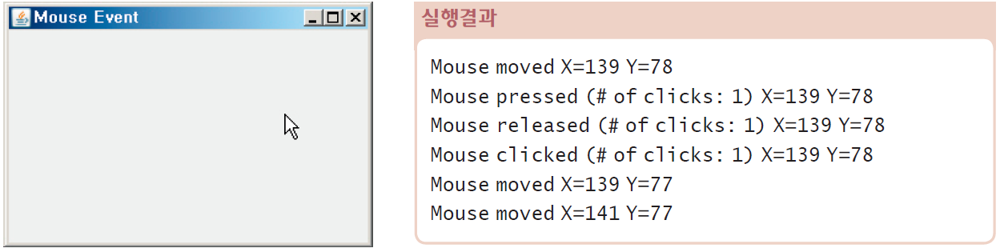 Mouse Event
실행결과
Mouse moved X=139 Y=78
Mouse pressed (# of clicks: 1) X=139 Y=78
Mouse released (# of clicks: 1) X=139 Y=78
Mouse clicked (# of clicks: 1) X=139 Y=78
Mouse moved X=139 Y=77
Mouse moved X=141 Y=77